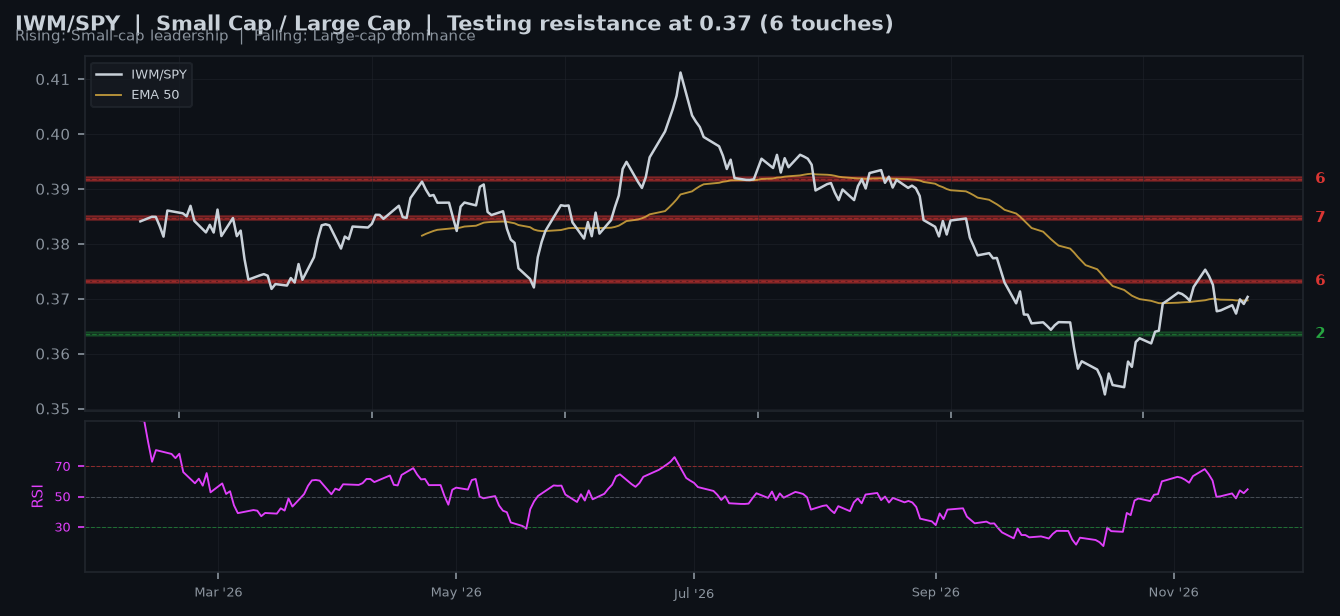 IWM/SPY | Small Cap / Large Cap | Testing resistance at 0.37 (6 touches)
Rising: Small-cap leadership | Falling: Large-cap dominance
IWM/SPY
EMA 50
0.41
0.40
0.39
0.38
0.37
0.36
0.35
6
7
6
2
RSI
70
50
30
Mar '26
May '26
Jul '26
Sep '26
Nov '26